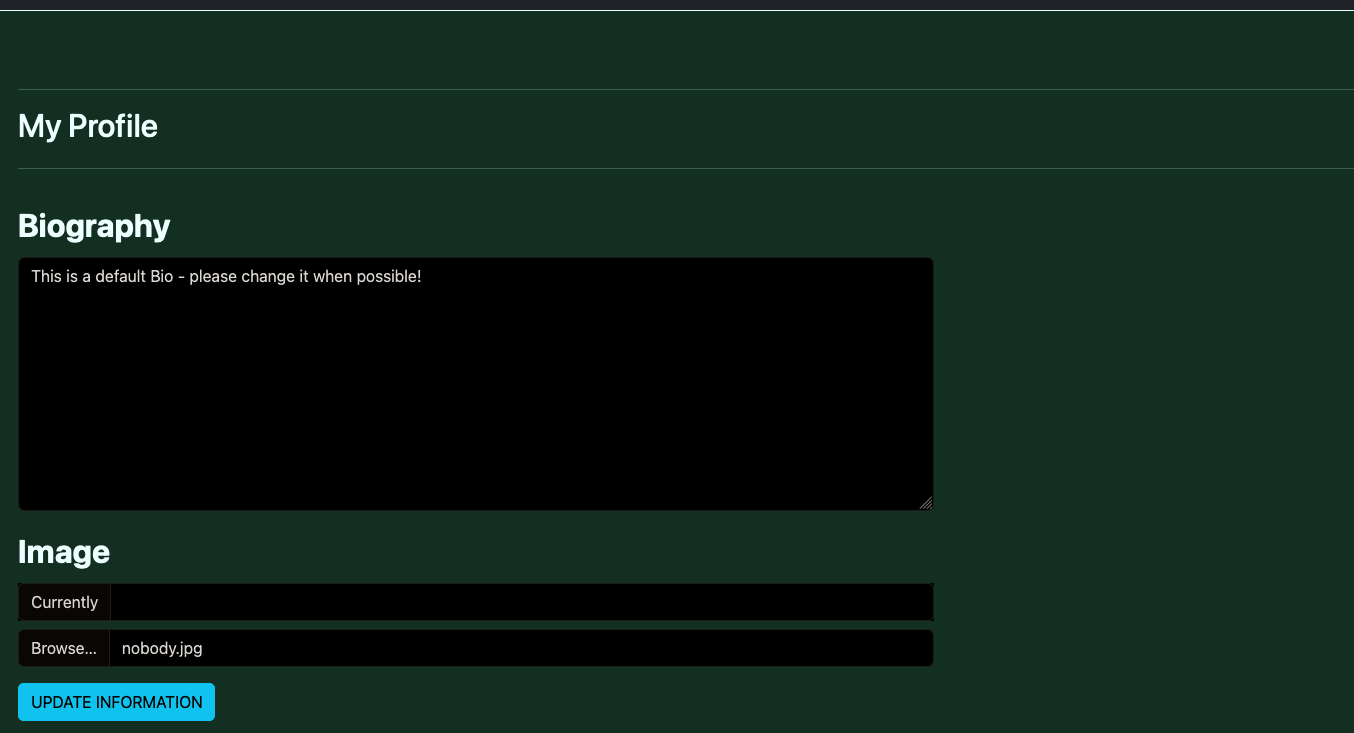 My Profile
Biography
This is a default Bio - please change it when possible!
Image
Currently
Browse... nobody.jpg
UPDATE INFORMATION